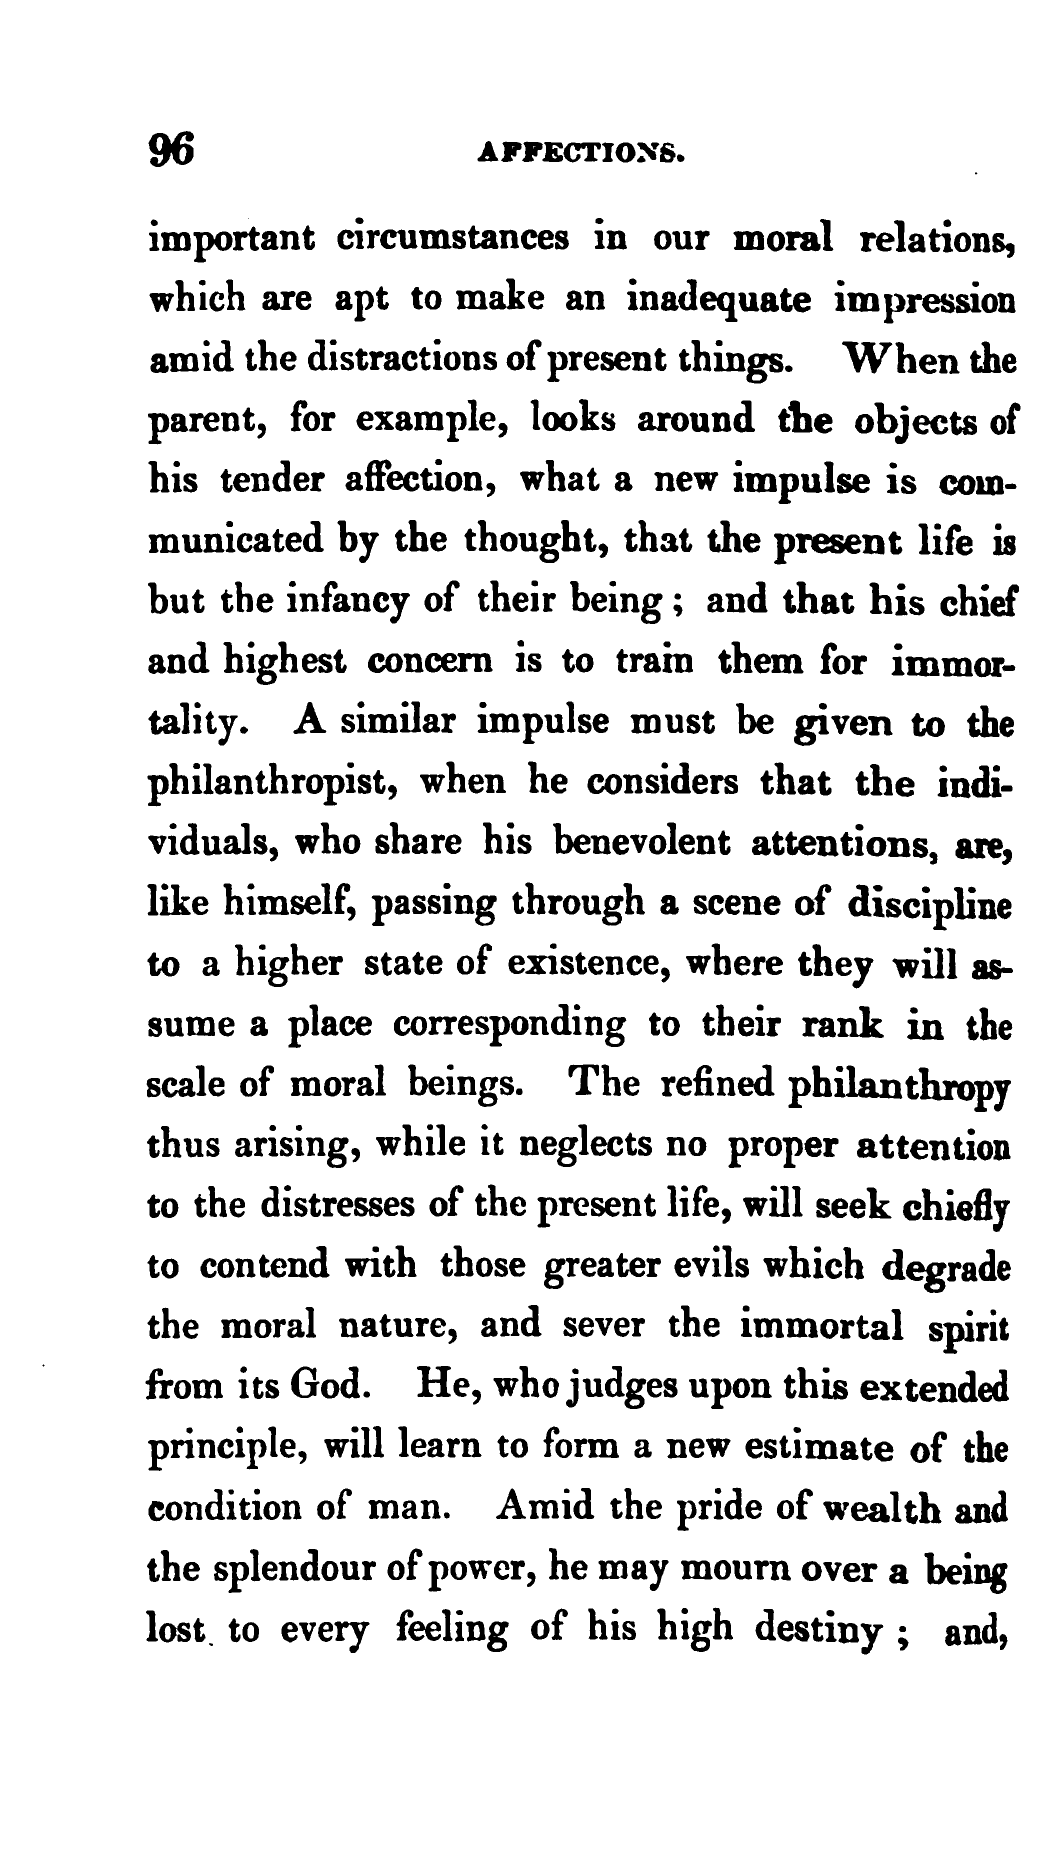 96 AFFECTIONS.
important circumstances in our moral relations,
which are apt to make an inadequate impression
amid the distractions of present things. When the
parent, for example, looks around the objects of
his tender affection, what a new impulse is com-
municated by the thought, that the present life is
but the infancy of their being ; and that his chief
and highest concern is to train them for immor-
tality. A similar impulse must be given to the
philanthropist, when he considers that the indi-
viduals, who share his benevolent attentions, are,
like himself, passing through a scene of discipline
to a higher state of existence, where they will as-
sume a place corresponding to their rank in the
scale of moral beings. The refined philanthropy
thus arising, while it neglects no proper attention
to the distresses of the present life, will seek chiefly
to contend with those greater evils which degrade
the moral nature, and sever the immortal spirit
from its God. He, who judges upon this extended
principle, will learn to form a new estimate of the
condition of man. Amid the pride of wealth and
the splendour of power, he may mourn over a being
lost to every feeling of his high destiny ; and,